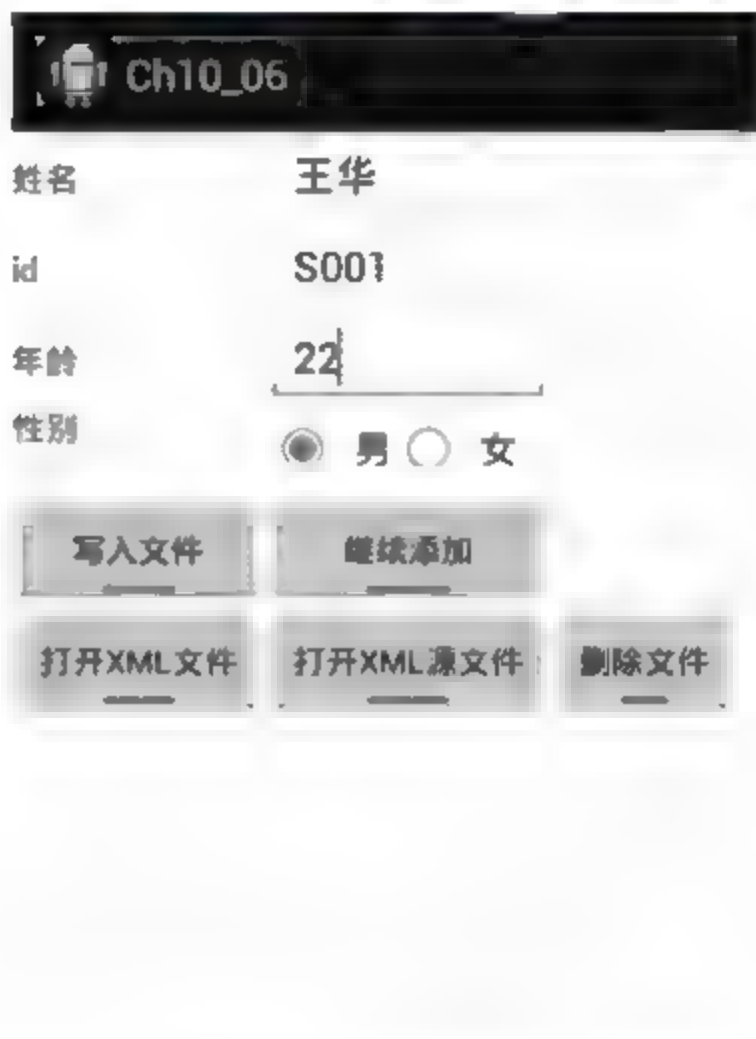 Ch10_06
姓名 王华
id S001
年龄 22
性别 男 女
写入文件 继续添加
打开XML文件 打开XML源文件 删除文件